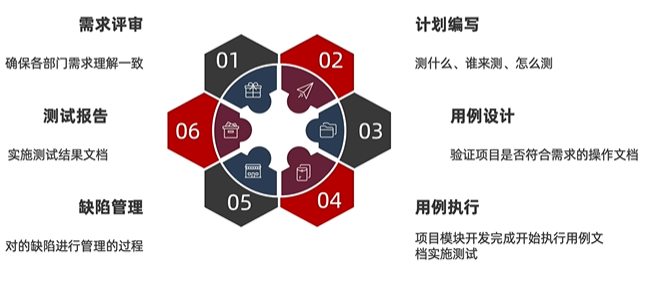 需求评审
确保各部门需求理解一致
01
02
计划编写
测什么、谁来测、怎么测
测试报告
实施测试结果文档
06
03
用例设计
验证项目是否符合需求的操作文档
缺陷管理
对的缺陷进行管理的过程
05
04
用例执行
项目模块开发完成开始执行用例文
档实施测试